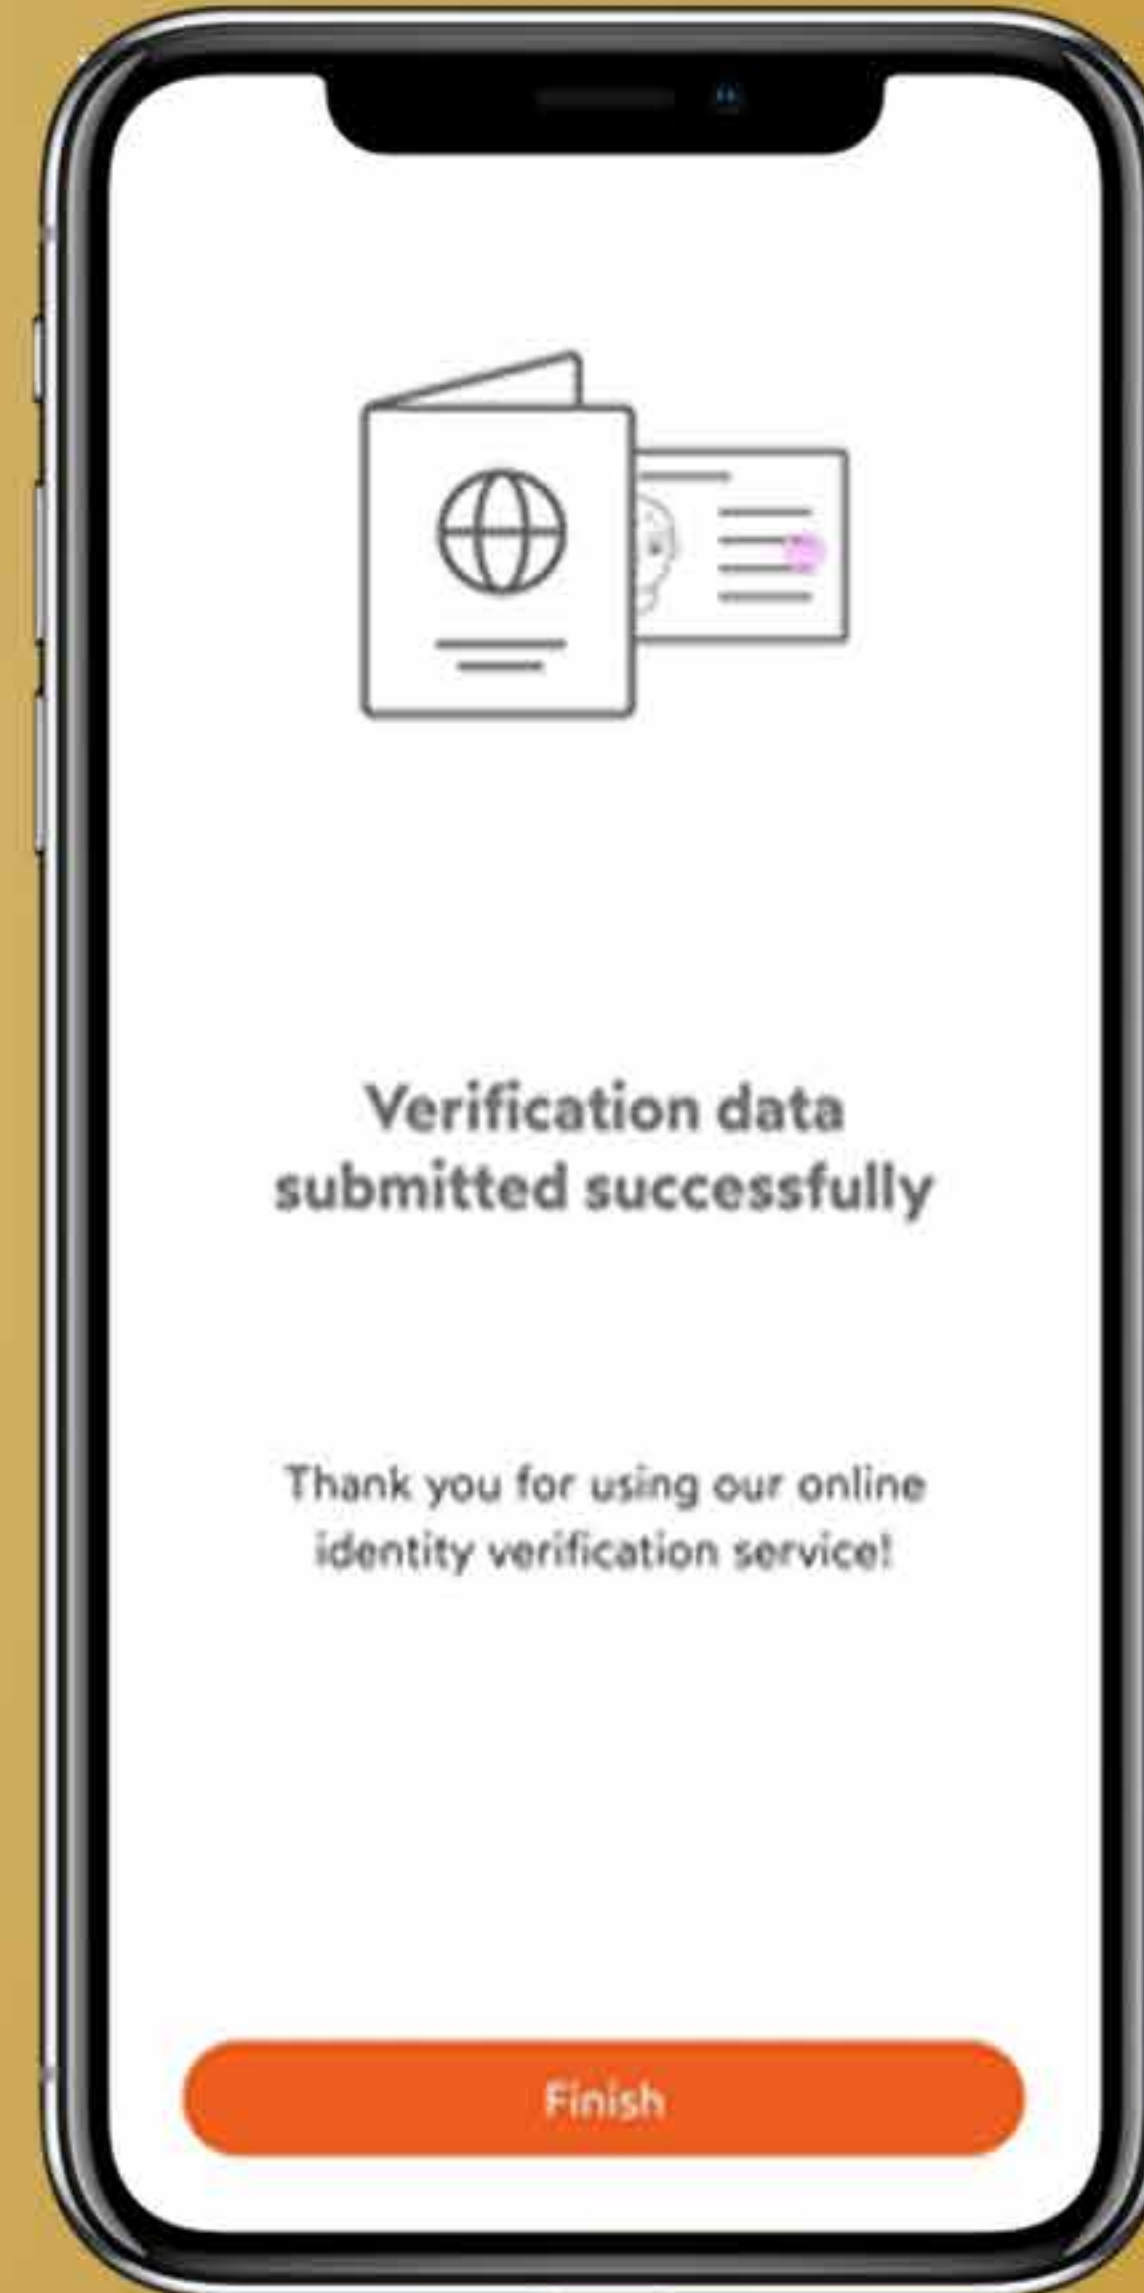 Verification data
submitted successfully
Thank you for using our online
identity verification service!
Finish